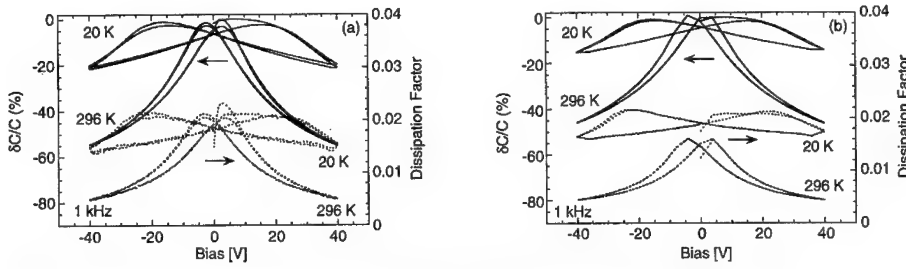 (a)
0
-20
-40
-60
-80
δC/C (%)
20 K
296 K
20 K
1 kHz
296 K
0.04
0.03
0.02
0.01
0
Dissipation Factor
-40 -20 0 20 40
Bias [V]
(b)
0
-20
-40
-60
-80
δC/C (%)
20 K
296 K
20 K
1 kHz
296 K
0.04
0.03
0.02
0.01
0
Dissipation Factor
-40 -20 0 20 40
Bias [V]